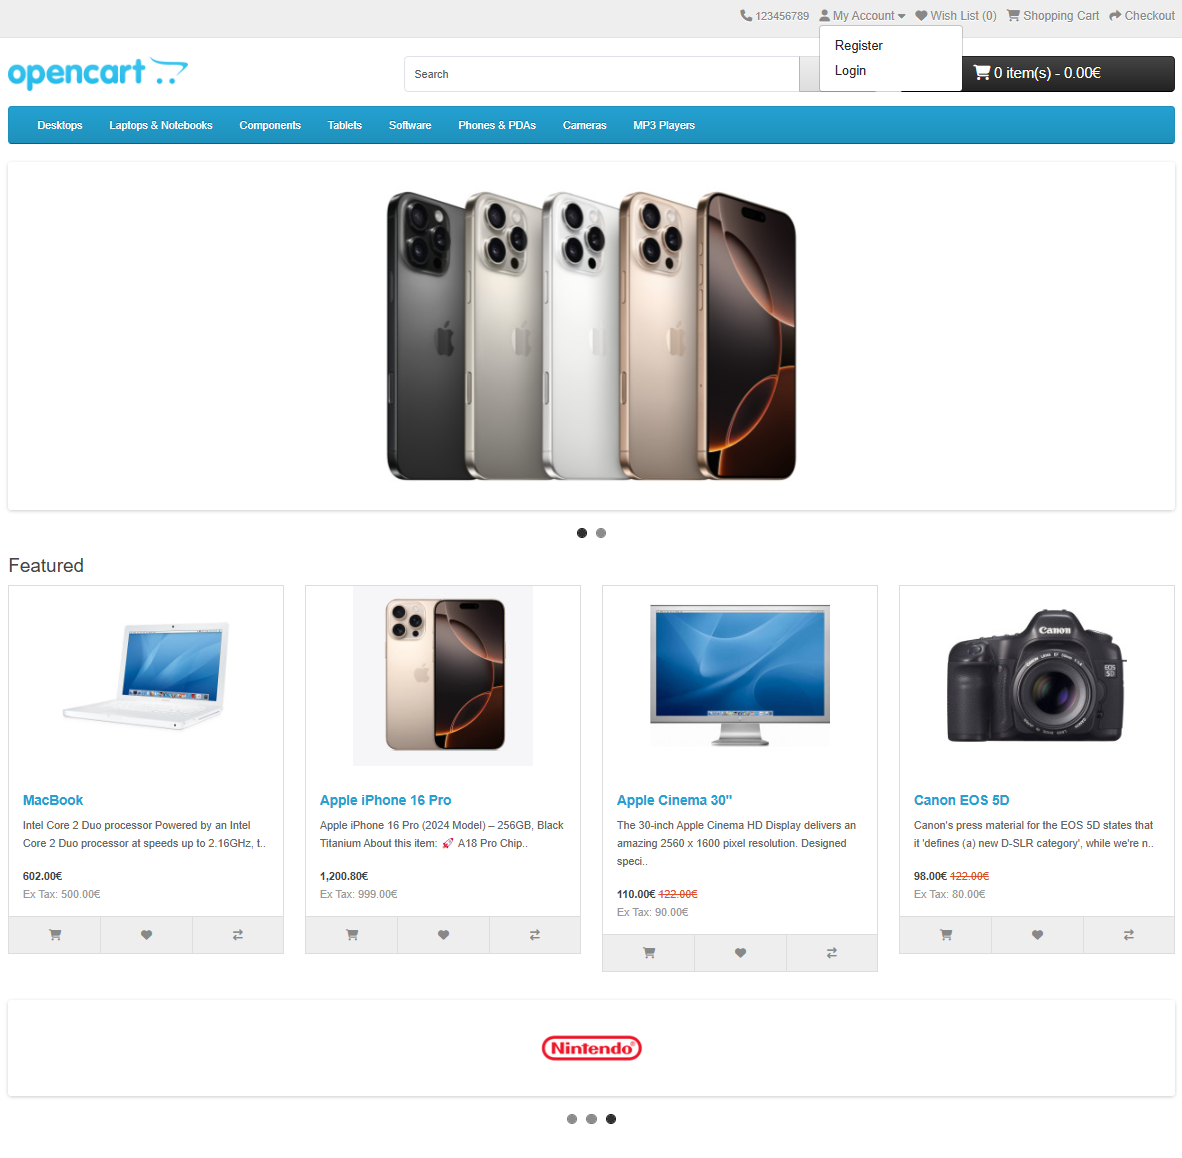 123456789 My Account Wish List (0) Shopping Cart Checkout
Register
Login
opencart
Search
0 item(s) - 0.00€
Desktops Laptops & Notebooks Components Tablets Software Phones & PDAs Cameras MP3 Players
Featured
MacBook
Intel Core 2 Duo processor Powered by an Intel
Core 2 Duo processor at speeds up to 2.16GHz, t..
602.00€
Ex Tax: 500.00€
Apple iPhone 16 Pro
Apple iPhone 16 Pro (2024 Model) – 256GB, Black
Titanium About this item: 🚀 A18 Pro Chip..
1,200.80€
Ex Tax: 999.00€
Apple Cinema 30"
The 30-inch Apple Cinema HD Display delivers an
amazing 2560 x 1600 pixel resolution. Designed
speci..
110.00€ 122.00€
Ex Tax: 90.00€
Canon
EOS
5D
Canon EOS 5D
Canon's press material for the EOS 5D states that
it 'defines (a) new D-SLR category', while we're n..
98.00€ 122.00€
Ex Tax: 80.00€
Nintendo